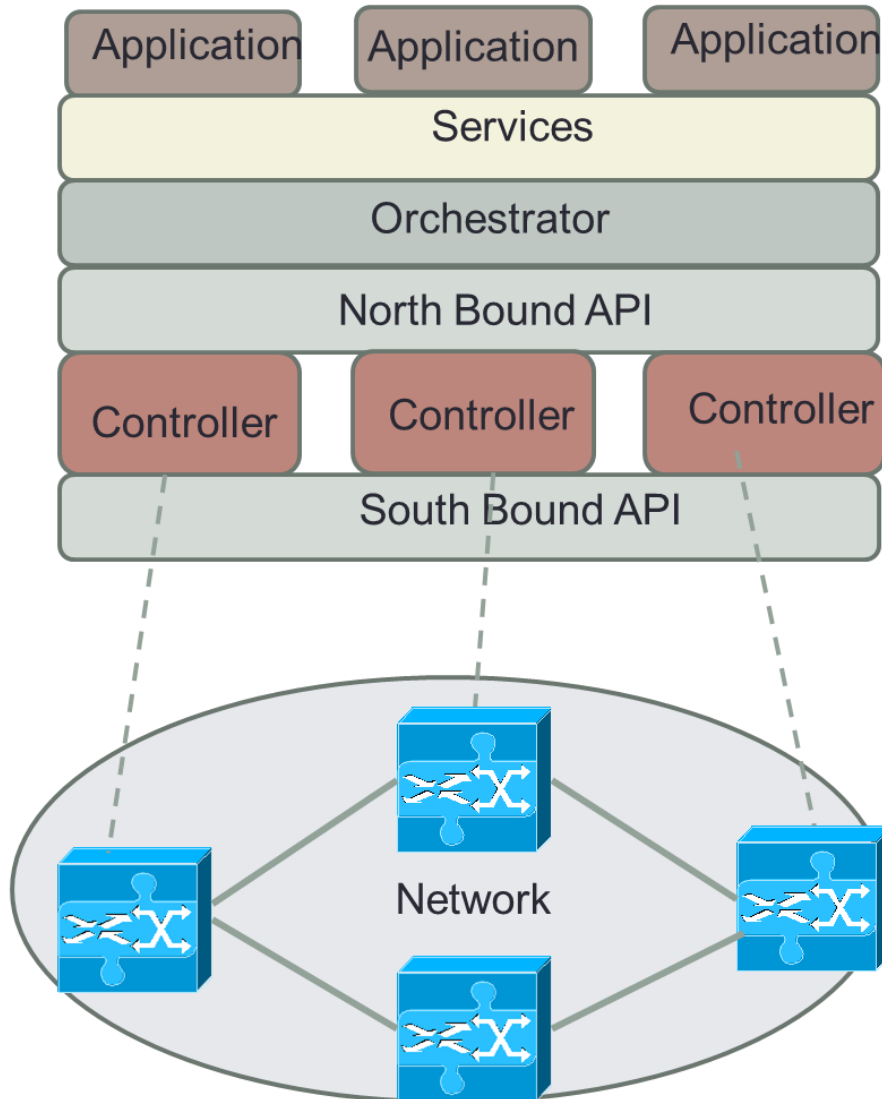 Application
Application
Application
Services
Orchestrator
North Bound API
Controller
Controller
Controller
South Bound API
Network